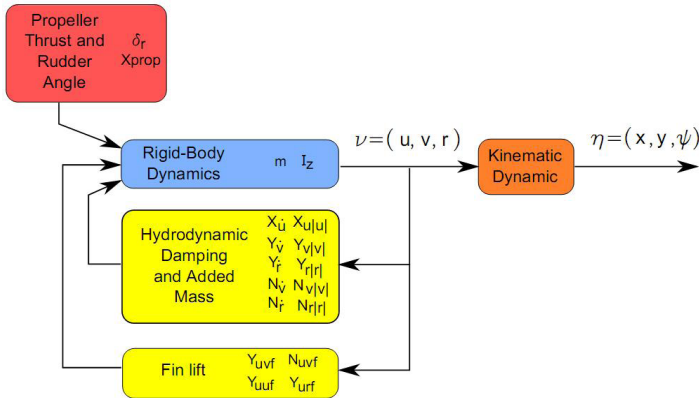 Propeller
Thrust and
Rudder
Angle
δr
Xprop
Rigid-Body
Dynamics
m Iz
ν=( u, v, r )
Kinematic
Dynamic
η=( x , y ,ψ)
Hydrodynamic
Damping
and Added
Mass
Xu̇ Xu|u|
Yv̇ Yv|v|
Yṙ Yr|r|
Nv̇ Nv|v|
Nṙ Nr|r|
Fin lift
Yuvf Nuvf
Yuuf Yurf